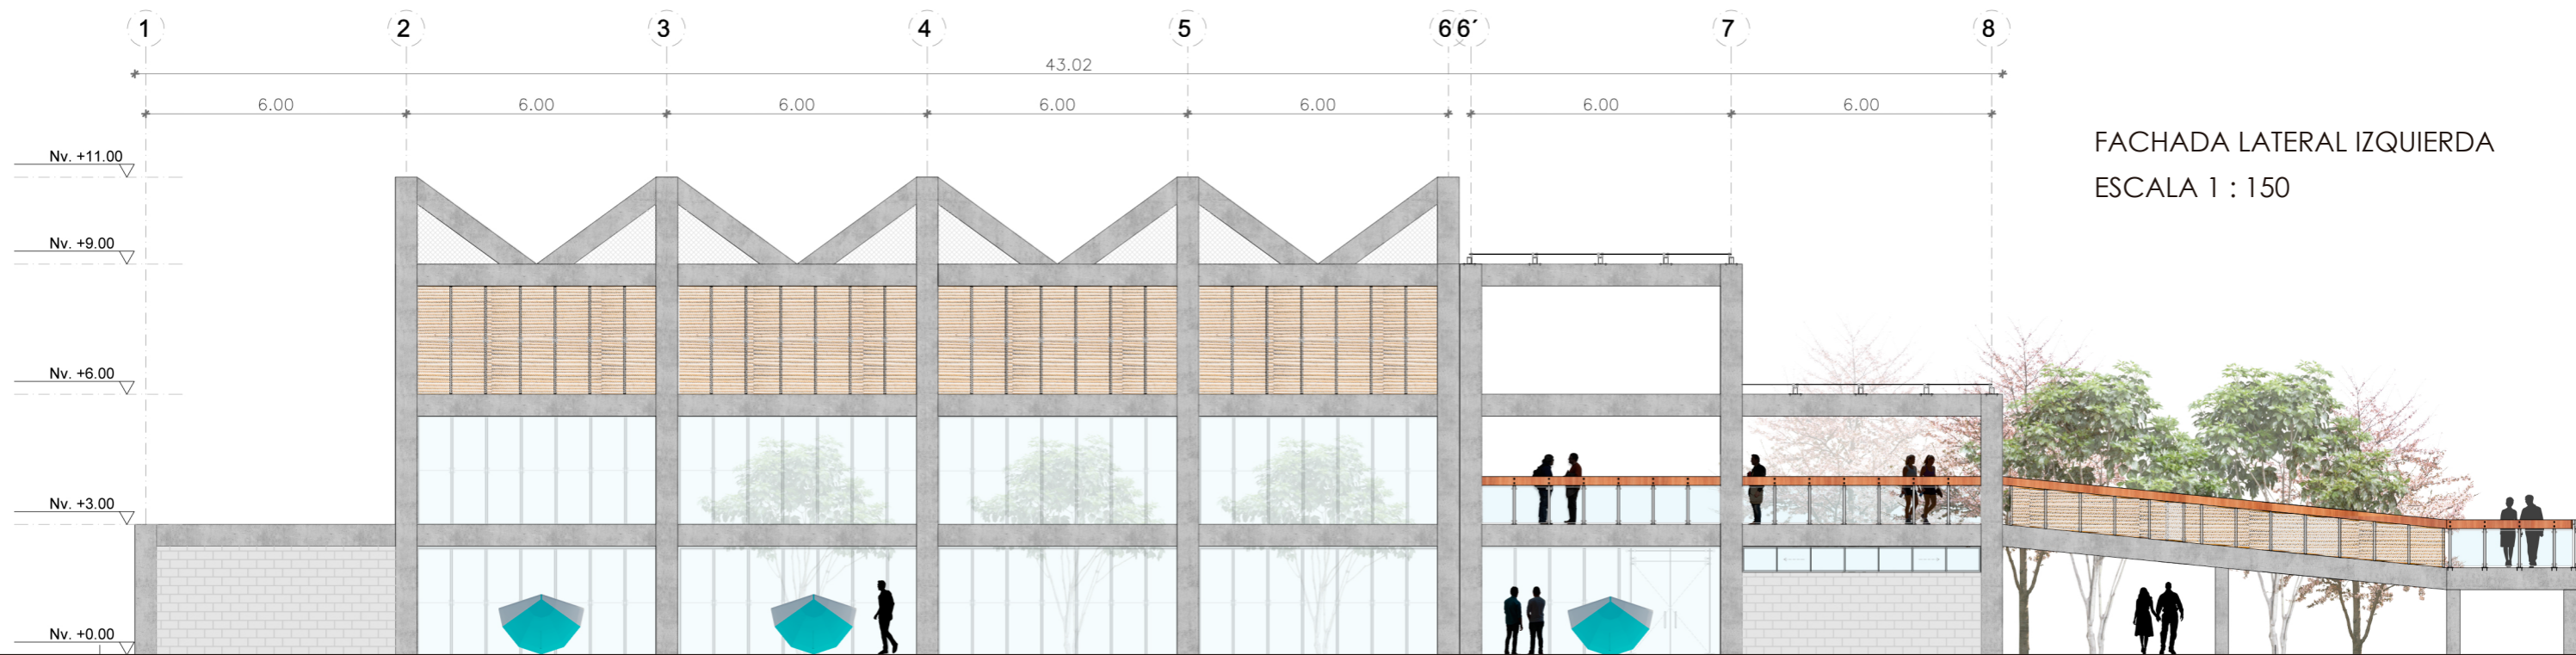 1 2 3 4 5 6 6´ 7 8
43.02
6.00 6.00 6.00 6.00 6.00 6.00 6.00
FACHADA LATERAL IZQUIERDA
ESCALA 1 : 150
Nv. +11.00
Nv. +9.00
Nv. +6.00
Nv. +3.00
Nv. +0.00